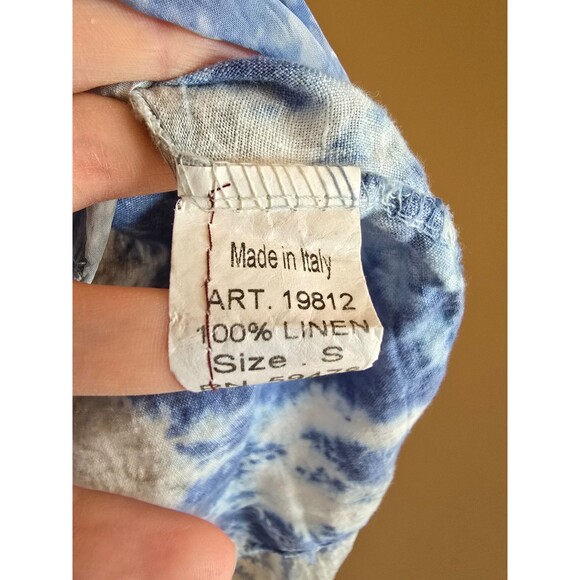 Made in Italy
ART. 19812
100% LINEN
Size . S